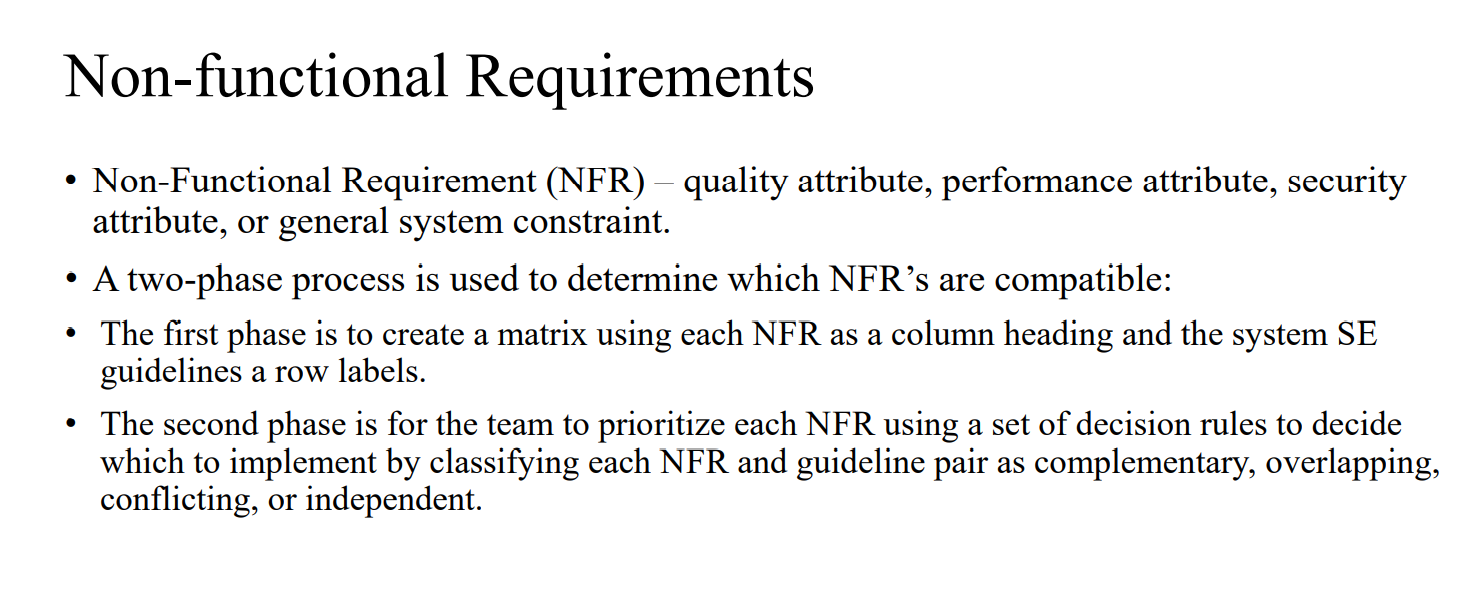 Non-functional Requirements
• Non-Functional Requirement (NFR) – quality attribute, performance attribute, security
attribute, or general system constraint.
• A two-phase process is used to determine which NFR’s are compatible:
• The first phase is to create a matrix using each NFR as a column heading and the system SE
guidelines a row labels.
• The second phase is for the team to prioritize each NFR using a set of decision rules to decide
which to implement by classifying each NFR and guideline pair as complementary, overlapping,
conflicting, or independent.